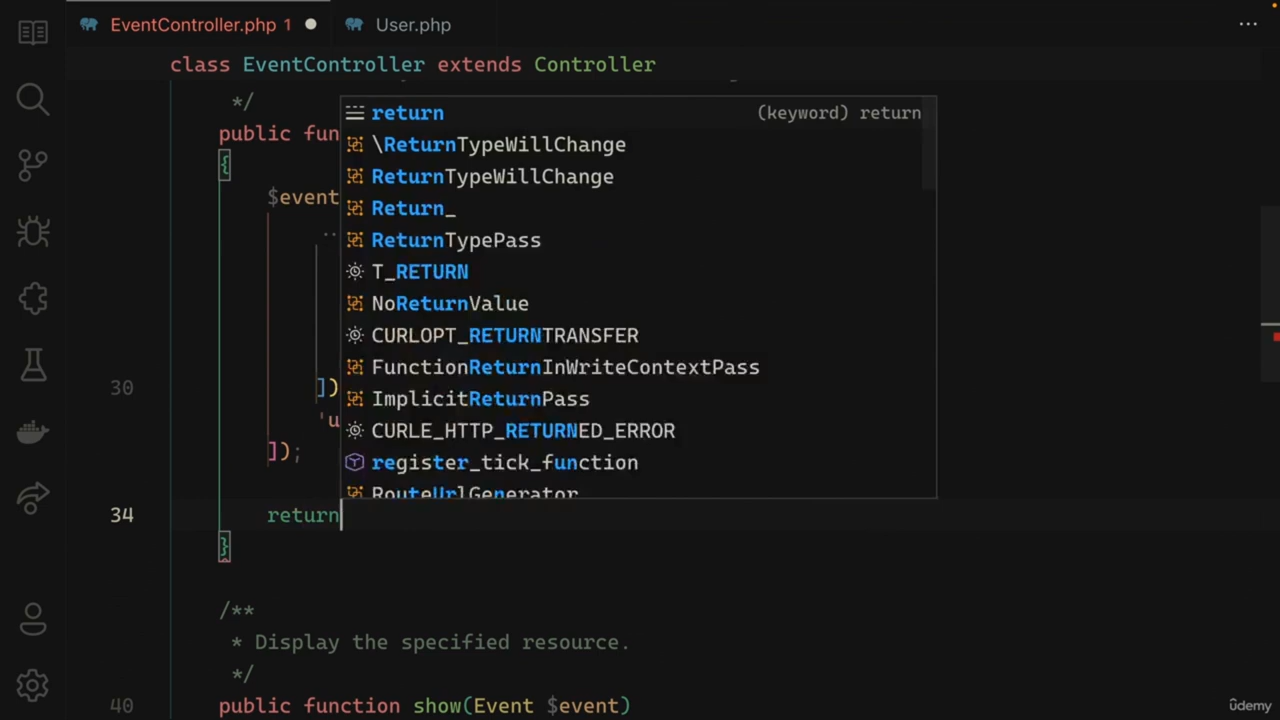 EventController.php 1 User.php ...
class EventController extends Controller
*/
public fun
return (keyword) return
{
\ReturnTypeWillChange
ReturnTypeWillChange
$event
Return_
..
ReturnTypePass
T_RETURN
NoReturnValue
CURLOPT_RETURNTRANSFER
FunctionReturnInWriteContextPass
30 ])
ImplicitReturnPass
'u
CURLE_HTTP_RETURNED_ERROR
]);
register_tick_function
RouteUrlGenerator
34 return
}
/**
* Display the specified resource.
*/
40 public function show(Event $event)
ûdemy